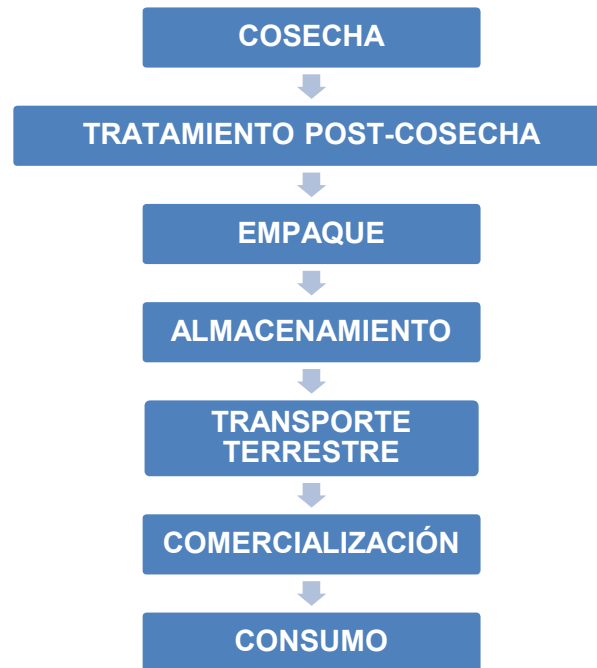 COSECHA
TRATAMIENTO POST-COSECHA
EMPAQUE
ALMACENAMIENTO
TRANSPORTE
TERRESTRE
COMERCIALIZACIÓN
CONSUMO